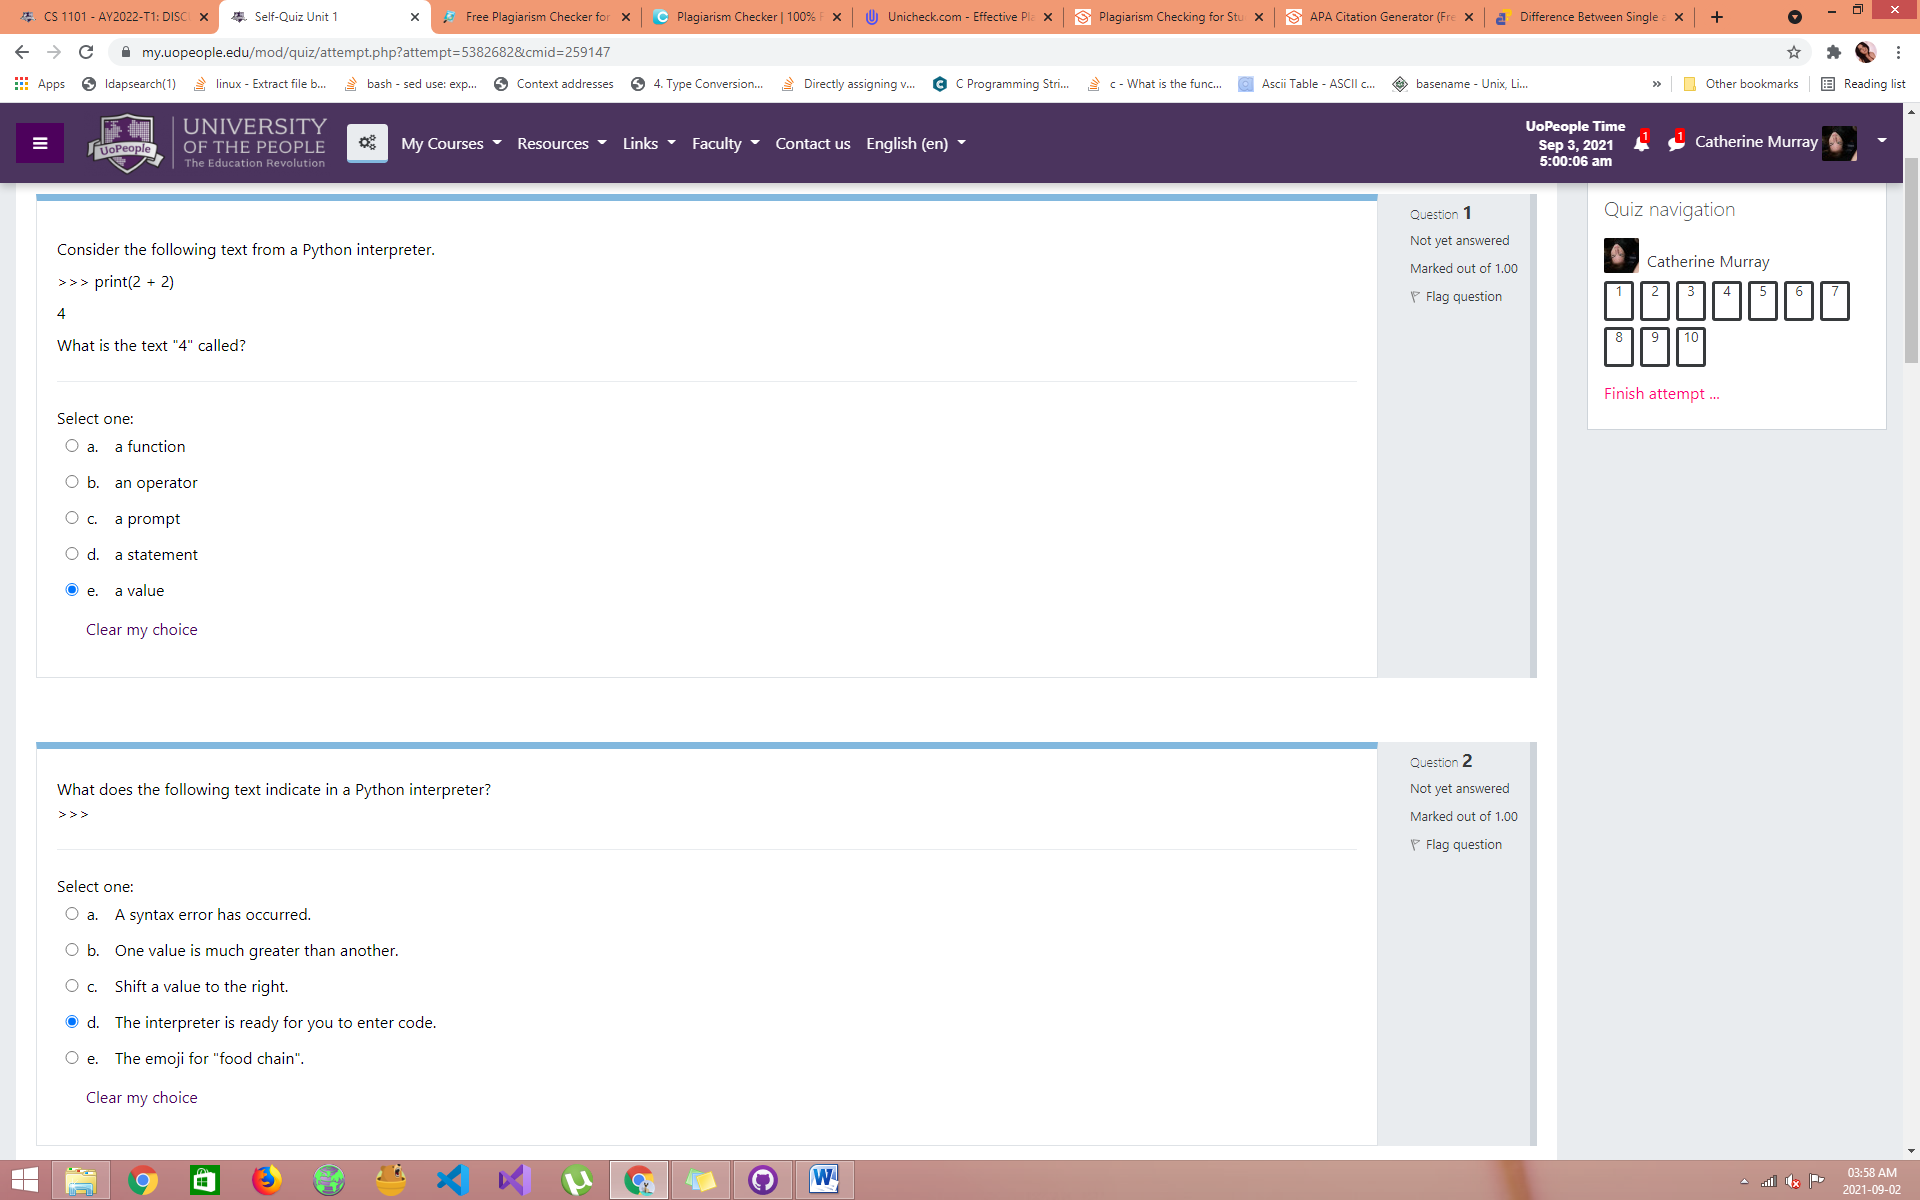 CS 1101 - AY2022-T1: DISC
Self-Quiz Unit 1
Free Plagiarism Checker for
Plagiarism Checker | 100% F
Unicheck.com - Effective Pla
Plagiarism Checking for Stu
APA Citation Generator (Fre
Difference Between Single a
my.uopeople.edu/mod/quiz/attempt.php?attempt=5382682&cmid=259147
Apps
ldapsearch(1)
linux - Extract file b...
bash - sed use: exp...
Context addresses
4. Type Conversion...
Directly assigning v...
C Programming Stri...
c - What is the func...
Ascii Table - ASCII c...
basename - Unix, Li...
»
Other bookmarks
Reading list
UoPeople
UNIVERSITY
OF THE PEOPLE
The Education Revolution
My Courses
Resources
Links
Faculty
Contact us
English (en)
UoPeople Time
Sep 3, 2021
5:00:06 am
1
1
Catherine Murray
Consider the following text from a Python interpreter.
>>> print(2 + 2)
4
What is the text "4" called?
Select one:
a. a function
b. an operator
c. a prompt
d. a statement
e. a value
Clear my choice
Question 1
Not yet answered
Marked out of 1.00
Flag question
Quiz navigation
Catherine Murray
1 2 3 4 5 6 7
8 9 10
Finish attempt ...
What does the following text indicate in a Python interpreter?
>>>
Select one:
a. A syntax error has occurred.
b. One value is much greater than another.
c. Shift a value to the right.
d. The interpreter is ready for you to enter code.
e. The emoji for "food chain".
Clear my choice
Question 2
Not yet answered
Marked out of 1.00
Flag question
03:58 AM
2021-09-02